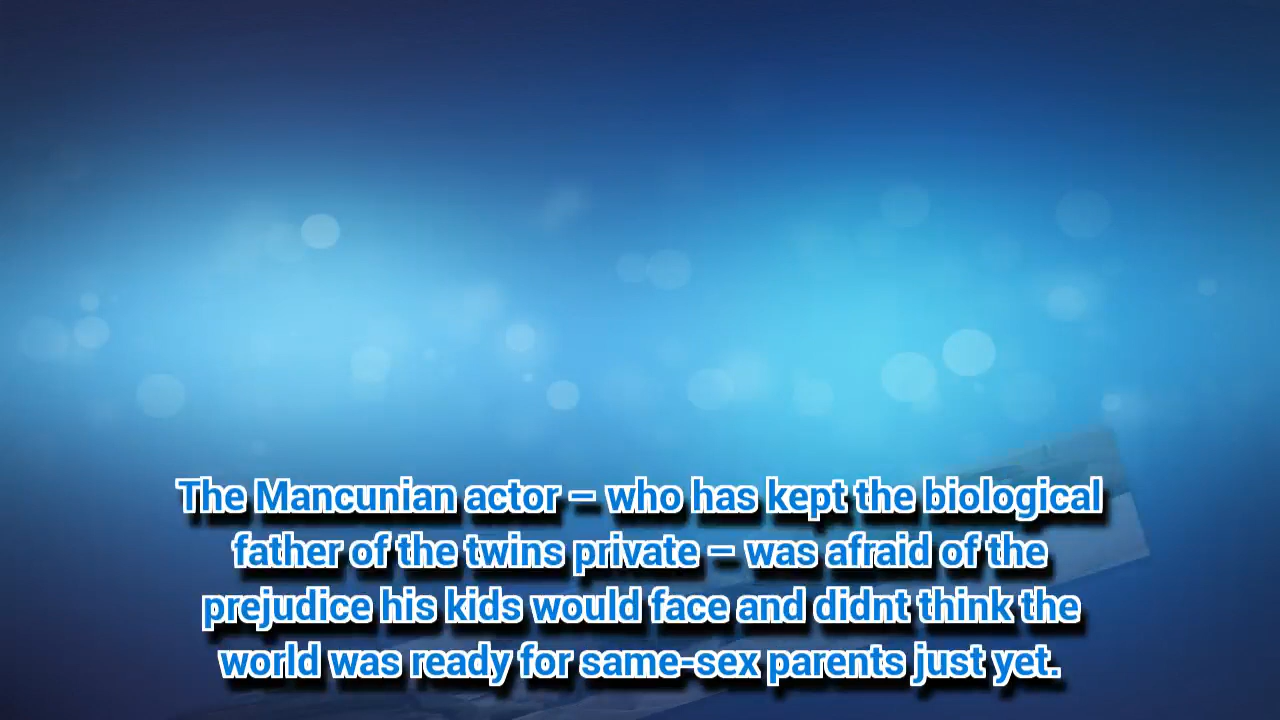 The Mancunian actor – who has kept the biological
father of the twins private – was afraid of the
prejudice his kids would face and didnt think the
world was ready for same-sex parents just yet.